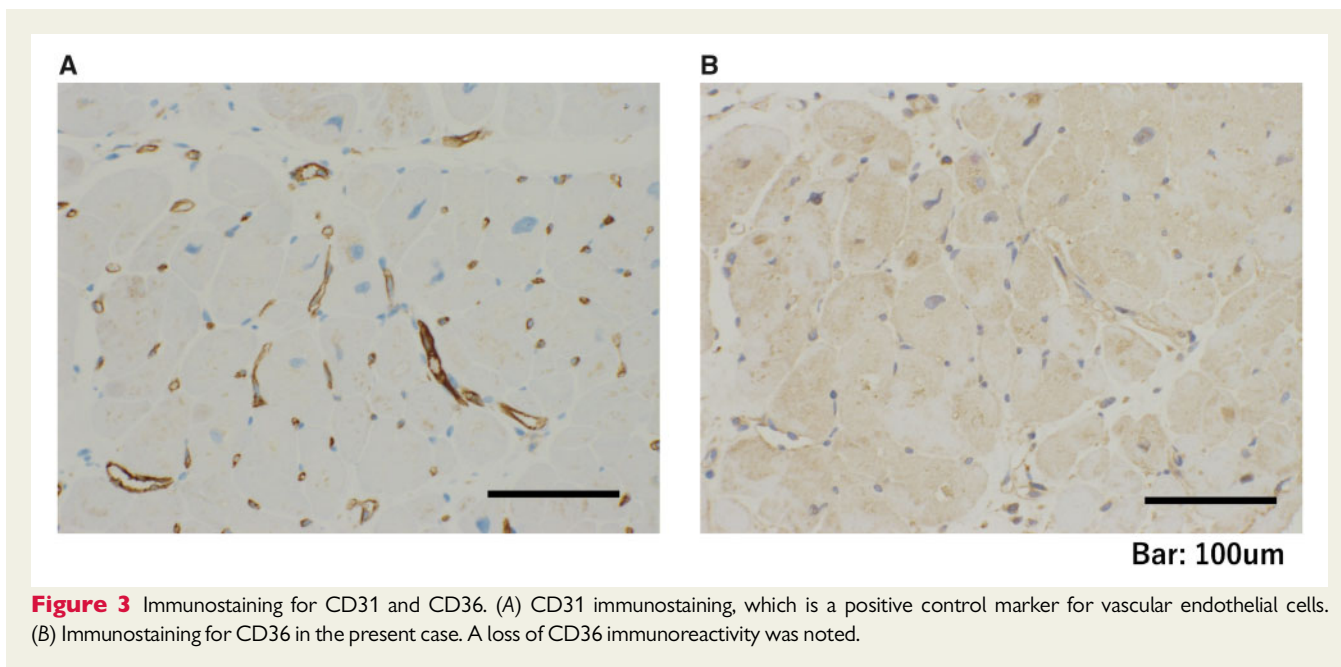 A
B
Bar: 100um
Figure 3 Immunostaining for CD31 and CD36. (A) CD31 immunostaining, which is a positive control marker for vascular endothelial cells.
(B) Immunostaining for CD36 in the present case. A loss of CD36 immunoreactivity was noted.